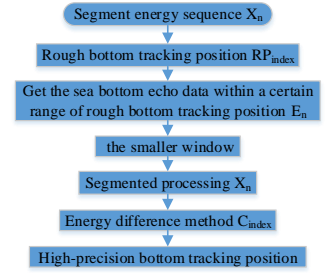 Segment energy sequence Xn
Rough bottom tracking position RPindex
Get the sea bottom echo data within a certain
range of rough bottom tracking position En
the smaller window
Segmented processing Xn
Energy difference method Cindex
High-precision bottom tracking position